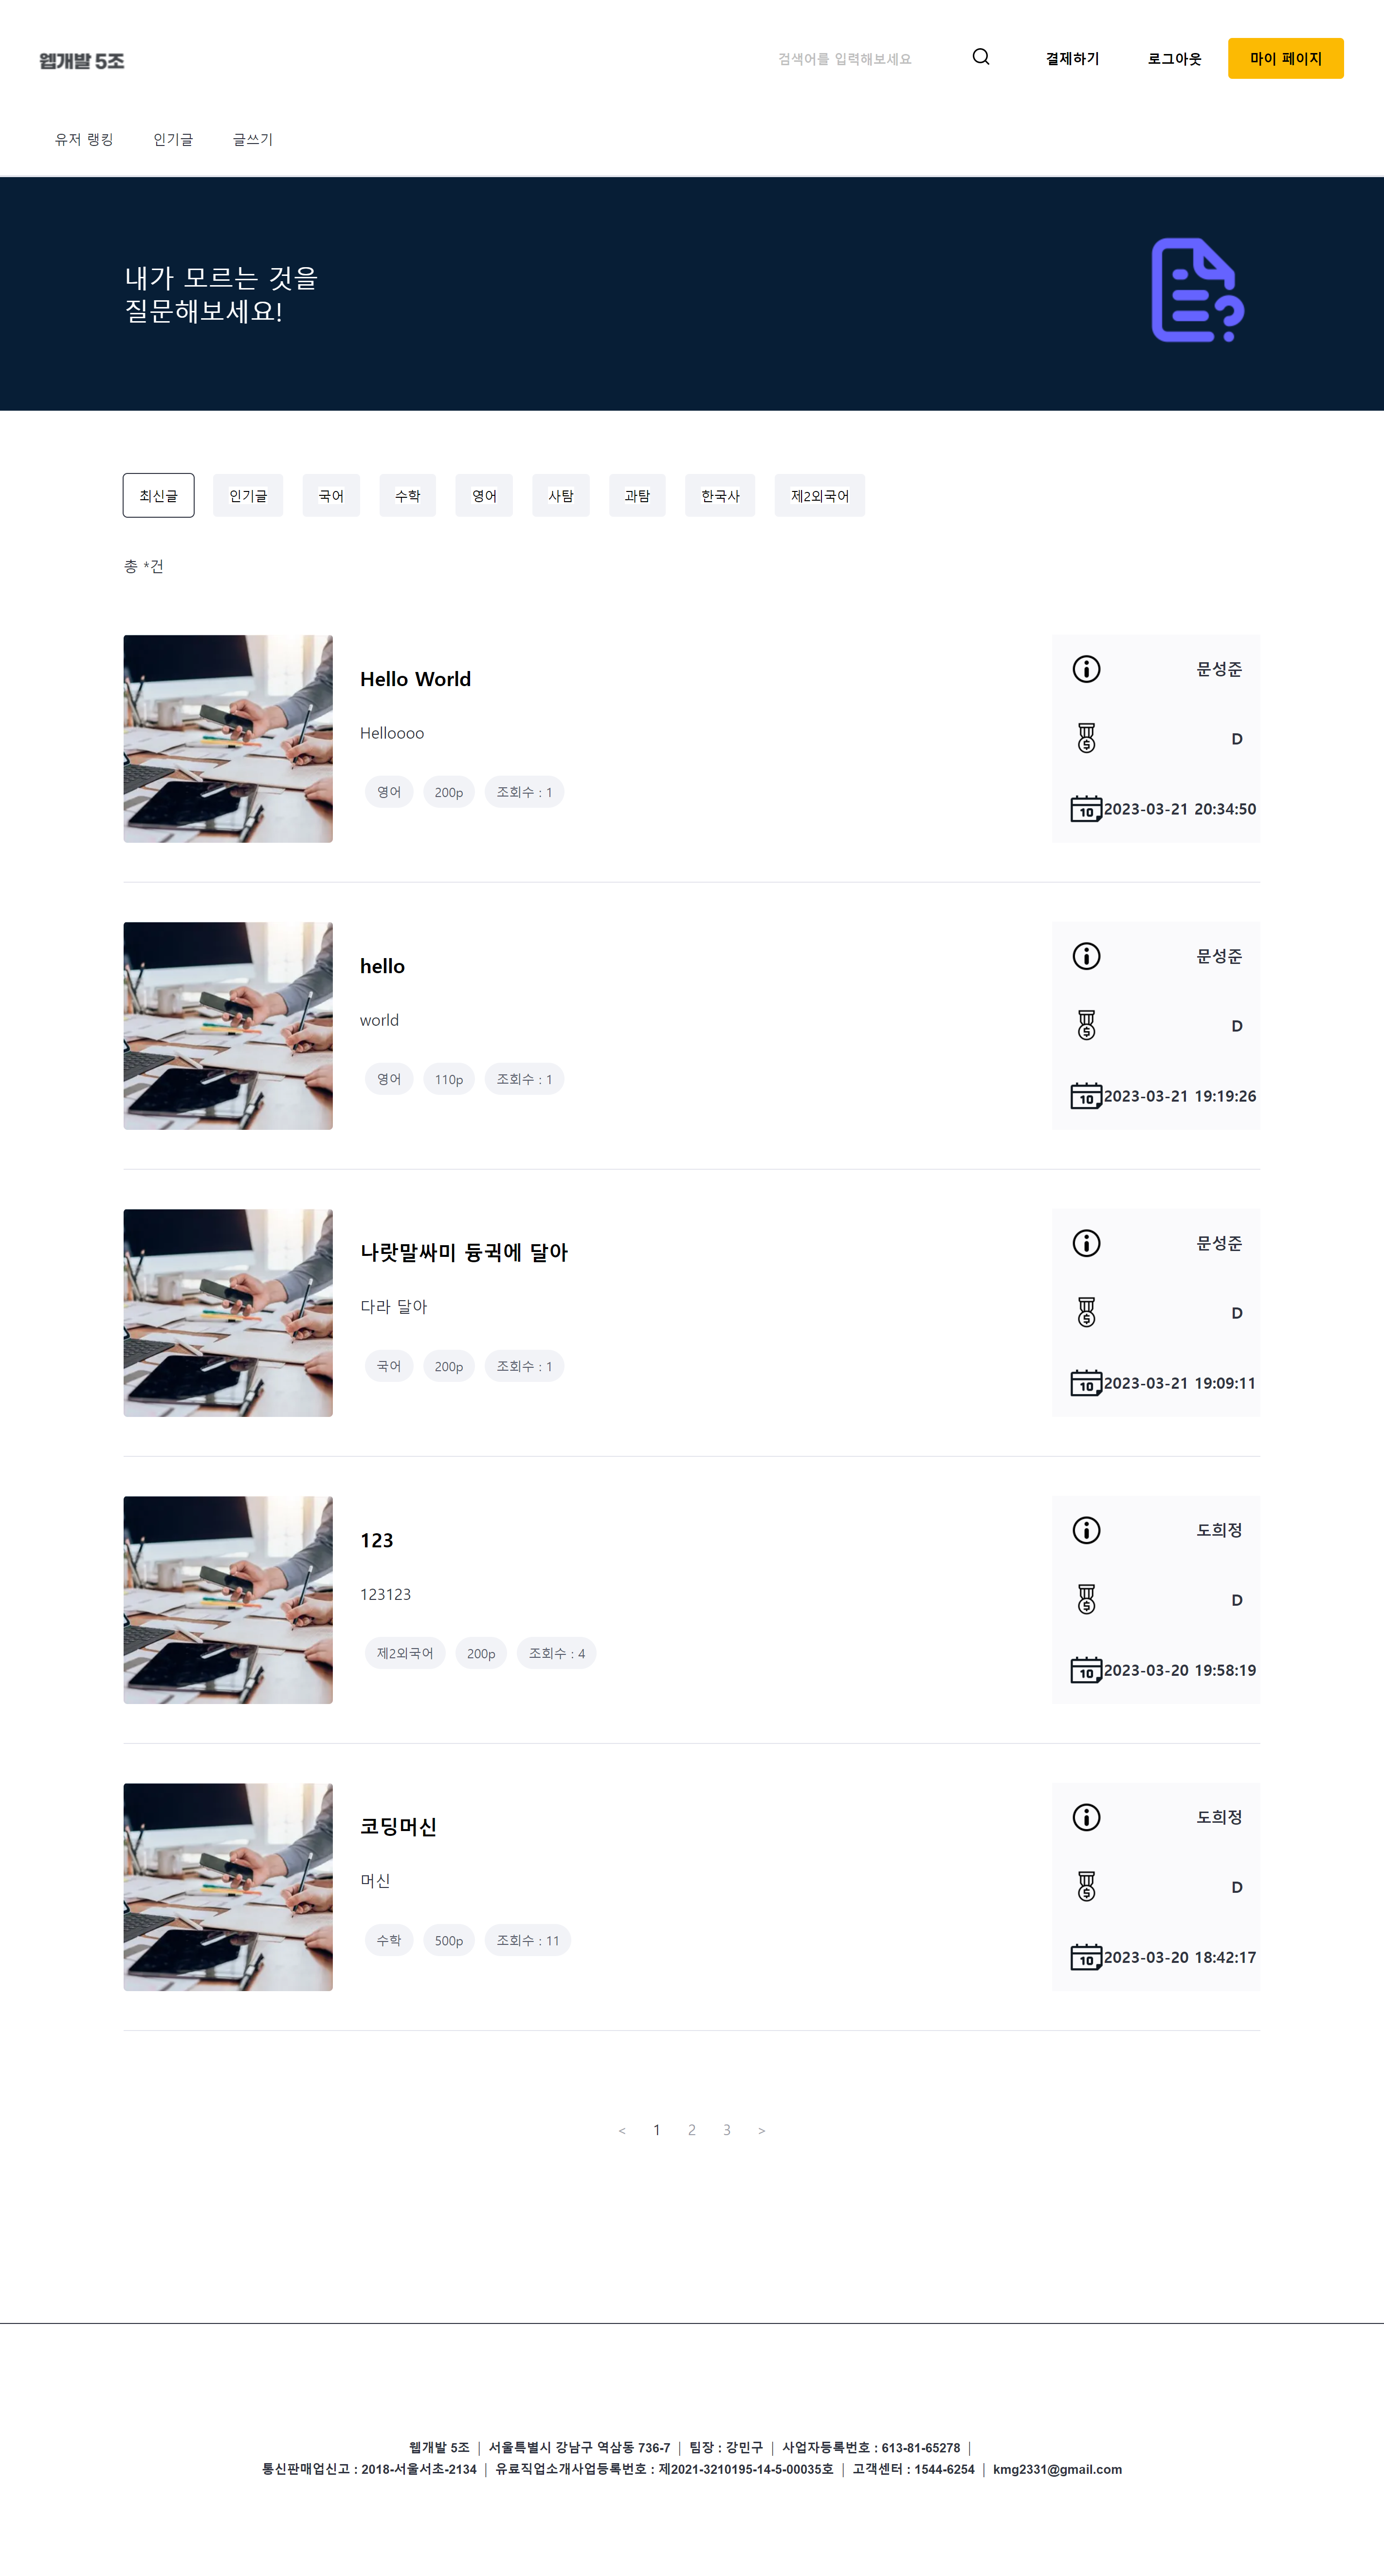 웹개발 5조
검색어를 입력해보세요 결제하기 로그아웃 마이 페이지
유저 랭킹 인기글 글쓰기
내가 모르는 것을
질문해보세요!
최신글 인기글 국어 수학 영어 사탐 과탐 한국사 제2외국어
총 *건
Hello World
Helloooo
영어 200p 조회수 : 1
문성준
D
10 2023-03-21 20:34:50
hello
world
영어 110p 조회수 : 1
문성준
D
10 2023-03-21 19:19:26
나랏말싸미 듕귁에 달아
다라 달아
국어 200p 조회수 : 1
문성준
D
10 2023-03-21 19:09:11
123
123123
제2외국어 200p 조회수 : 4
도희정
D
10 2023-03-20 19:58:19
코딩머신
머신
수학 500p 조회수 : 11
도희정
D
10 2023-03-20 18:42:17
< 1 2 3 >
웹개발 5조 | 서울특별시 강남구 역삼동 736-7 | 팀장 : 강민구 | 사업자등록번호 : 613-81-65278 |
통신판매업신고 : 2018-서울서초-2134 | 유료직업소개사업등록번호 : 제2021-3210195-14-5-00035호 | 고객센터 : 1544-6254 | kmg2331@gmail.com